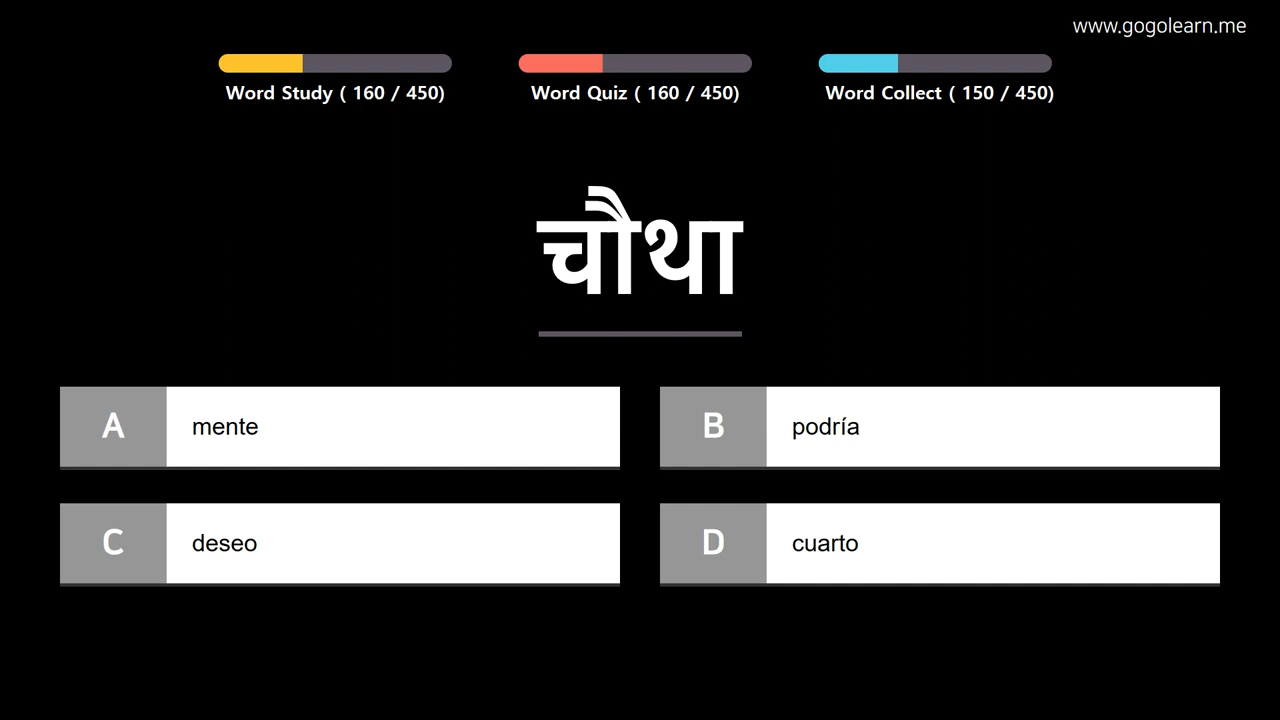 www.gogolearn.me
Word Study ( 160 / 450)
Word Quiz ( 160 / 450)
Word Collect ( 150 / 450)
चौथा
A mente
B podría
C deseo
D cuarto